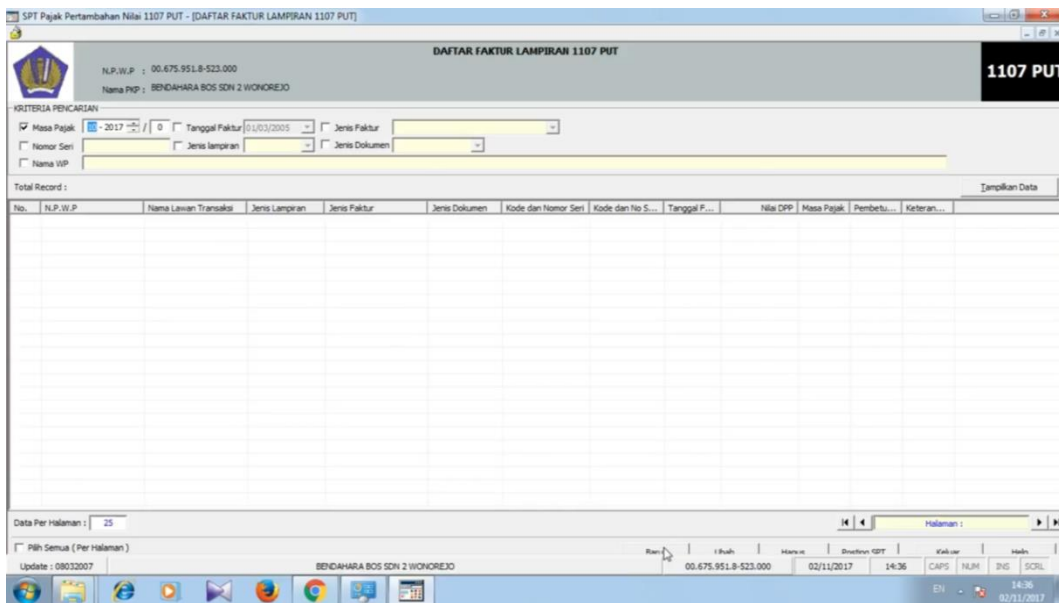 SPT Pajak Pertambahan Nilai 1107 PUT - [DAFTAR FAKTUR LAMPIRAN 1107 PUT]
DAFTAR FAKTUR LAMPIRAN 1107 PUT
N.P.W.P : 00.675.951.8-523.000
1107 PUT
Nama PKP : BENDAHARA BOS SDN 2 WONOREJO
KRITERIA PENCARIAN
Masa Pajak 10 - 2017 / 0 Tanggal Faktur 01/03/2005 Jenis Faktur
Nomor Seri Jenis lampiran Jenis Dokumen
Nama WP
Total Record : Tampilkan Data
No. N.P.W.P Nama Lawan Transaksi Jenis Lampiran Jenis Faktur Jenis Dokumen Kode dan Nomor Seri Kode dan No S... Tanggal F... Nilai DPP Masa Pajak Pembetu... Keteran...
Data Per Halaman : 25 Halaman :
Pilih Semua ( Per Halaman ) Baru Ubah Hapus Posting SPT Keluar Help
Update : 08032007 BENDAHARA BOS SDN 2 WONOREJO 00.675.951.8-523.000 02/11/2017 14:36 CAPS NUM INS SCRL
EN 14:36
02/11/2017